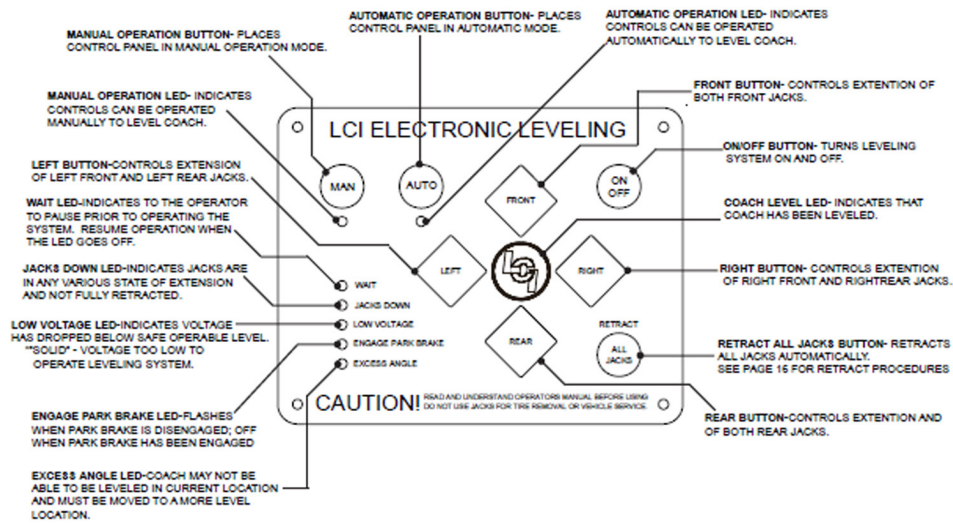 MANUAL OPERATION BUTTON- PLACES
CONTROL PANEL IN MANUAL OPERATION MODE.
AUTOMATIC OPERATION BUTTON- PLACES
CONTROL PANEL IN AUTOMATIC MODE.
AUTOMATIC OPERATION LED- INDICATES
CONTROLS CAN BE OPERATED
AUTOMATICALLY TO LEVEL COACH.
MANUAL OPERATION LED- INDICATES
CONTROLS CAN BE OPERATED
MANUALLY TO LEVEL COACH.
LEFT BUTTON-CONTROLS EXTENSION
OF LEFT FRONT AND LEFT REAR JACKS.
WAIT LED-INDICATES TO THE OPERATOR
TO PAUSE PRIOR TO OPERATING THE
SYSTEM. RESUME OPERATION WHEN
THE LED GOES OFF.
JACKS DOWN LED-INDICATES JACKS ARE
IN ANY VARIOUS STATE OF EXTENSION
AND NOT FULLY RETRACTED.
LOW VOLTAGE LED-INDICATES VOLTAGE
HAS DROPPED BELOW SAFE OPERABLE LEVEL.
*"SOLID" - VOLTAGE TOO LOW TO
OPERATE LEVELING SYSTEM.
ENGAGE PARK BRAKE LED-FLASHES
WHEN PARK BRAKE IS DISENGAGED; OFF
WHEN PARK BRAKE HAS BEEN ENGAGED
EXCESS ANGLE LED-COACH MAY NOT BE
ABLE TO BE LEVELED IN CURRENT LOCATION
AND MUST BE MOVED TO A MORE LEVEL
LOCATION.
LCI ELECTRONIC LEVELING
MAN
AUTO
FRONT
ON
OFF
LEFT
LCI
RIGHT
WAIT
JACKS DOWN
LOW VOLTAGE
ENGAGE PARK BRAKE
EXCESS ANGLE
REAR
RETRACT
ALL
JACKS
CAUTION!
READ AND UNDERSTAND OPERATORS MANUAL BEFORE USING
DO NOT USE JACKS FOR TIRE REMOVAL OR VEHICLE SERVICE
FRONT BUTTON- CONTROLS EXTENTION OF
BOTH FRONT JACKS.
ON/OFF BUTTON- TURNS LEVELING
SYSTEM ON AND OFF.
COACH LEVEL LED- INDICATES THAT
COACH HAS BEEN LEVELED.
RIGHT BUTTON- CONTROLS EXTENTION
OF RIGHT FRONT AND RIGHTREAR JACKS.
RETRACT ALL JACKS BUTTON- RETRACTS
ALL JACKS AUTOMATICALLY.
SEE PAGE 16 FOR RETRACT PROCEDURES
REAR BUTTON-CONTROLS EXTENTION AND
OF BOTH REAR JACKS.